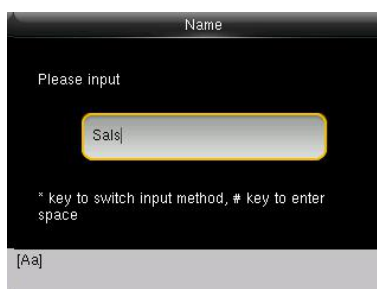 Name
Please input
Sals
* key to switch input method, # key to enter
space
[Aa]